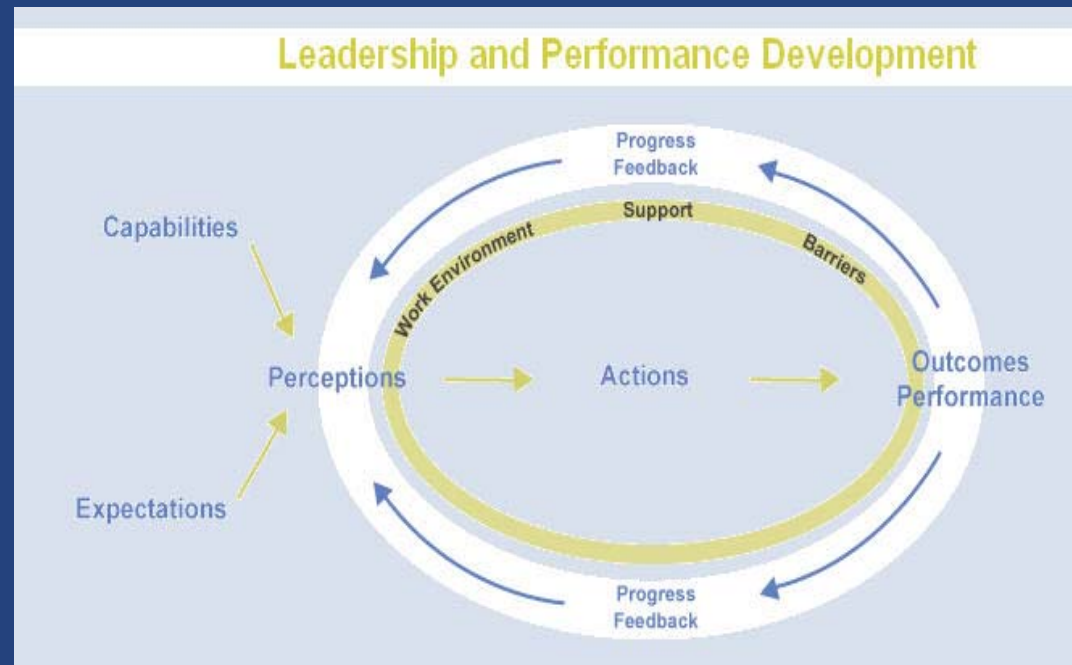 Leadership and Performance Development
Progress
Feedback
Support
Work Environment
Barriers
Capabilities
Perceptions
Actions
Outcomes
Performance
Expectations
Progress
Feedback